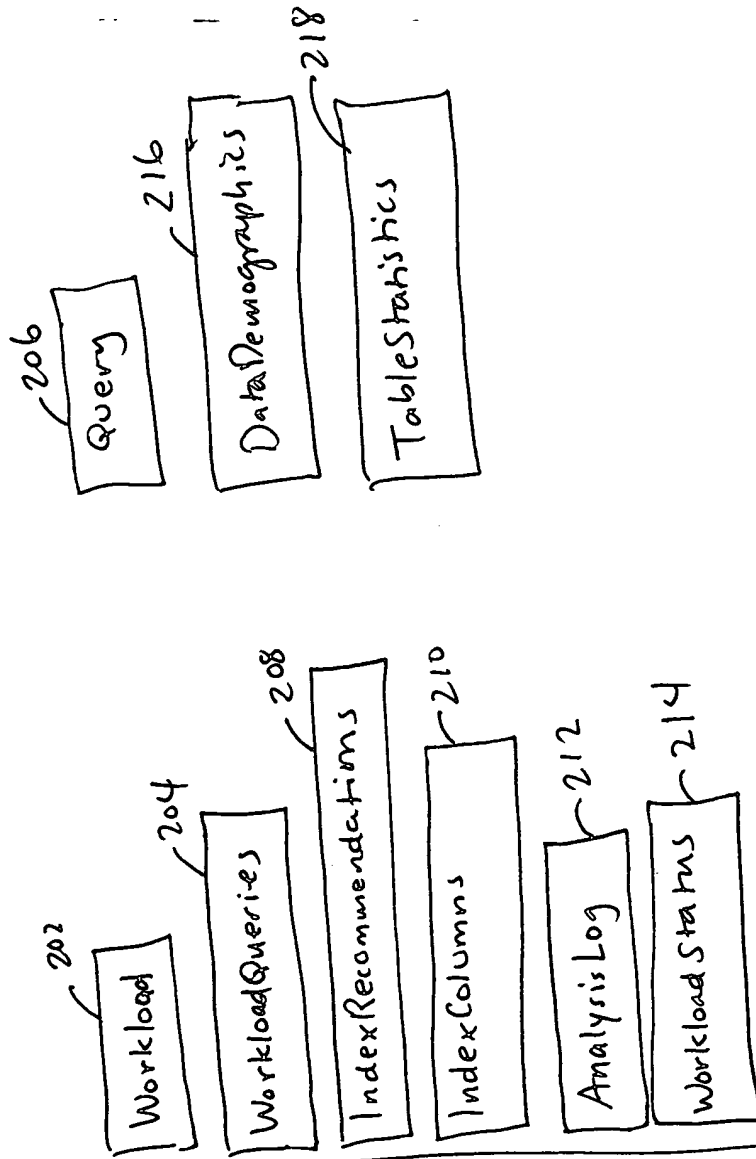 202
Workload
204
WorkloadQueries
208
IndexRecommendations
210
IndexColumns
212
AnalysisLog
214
WorkloadStatus
206
Query
216
DataDemographics
218
TableStatistics